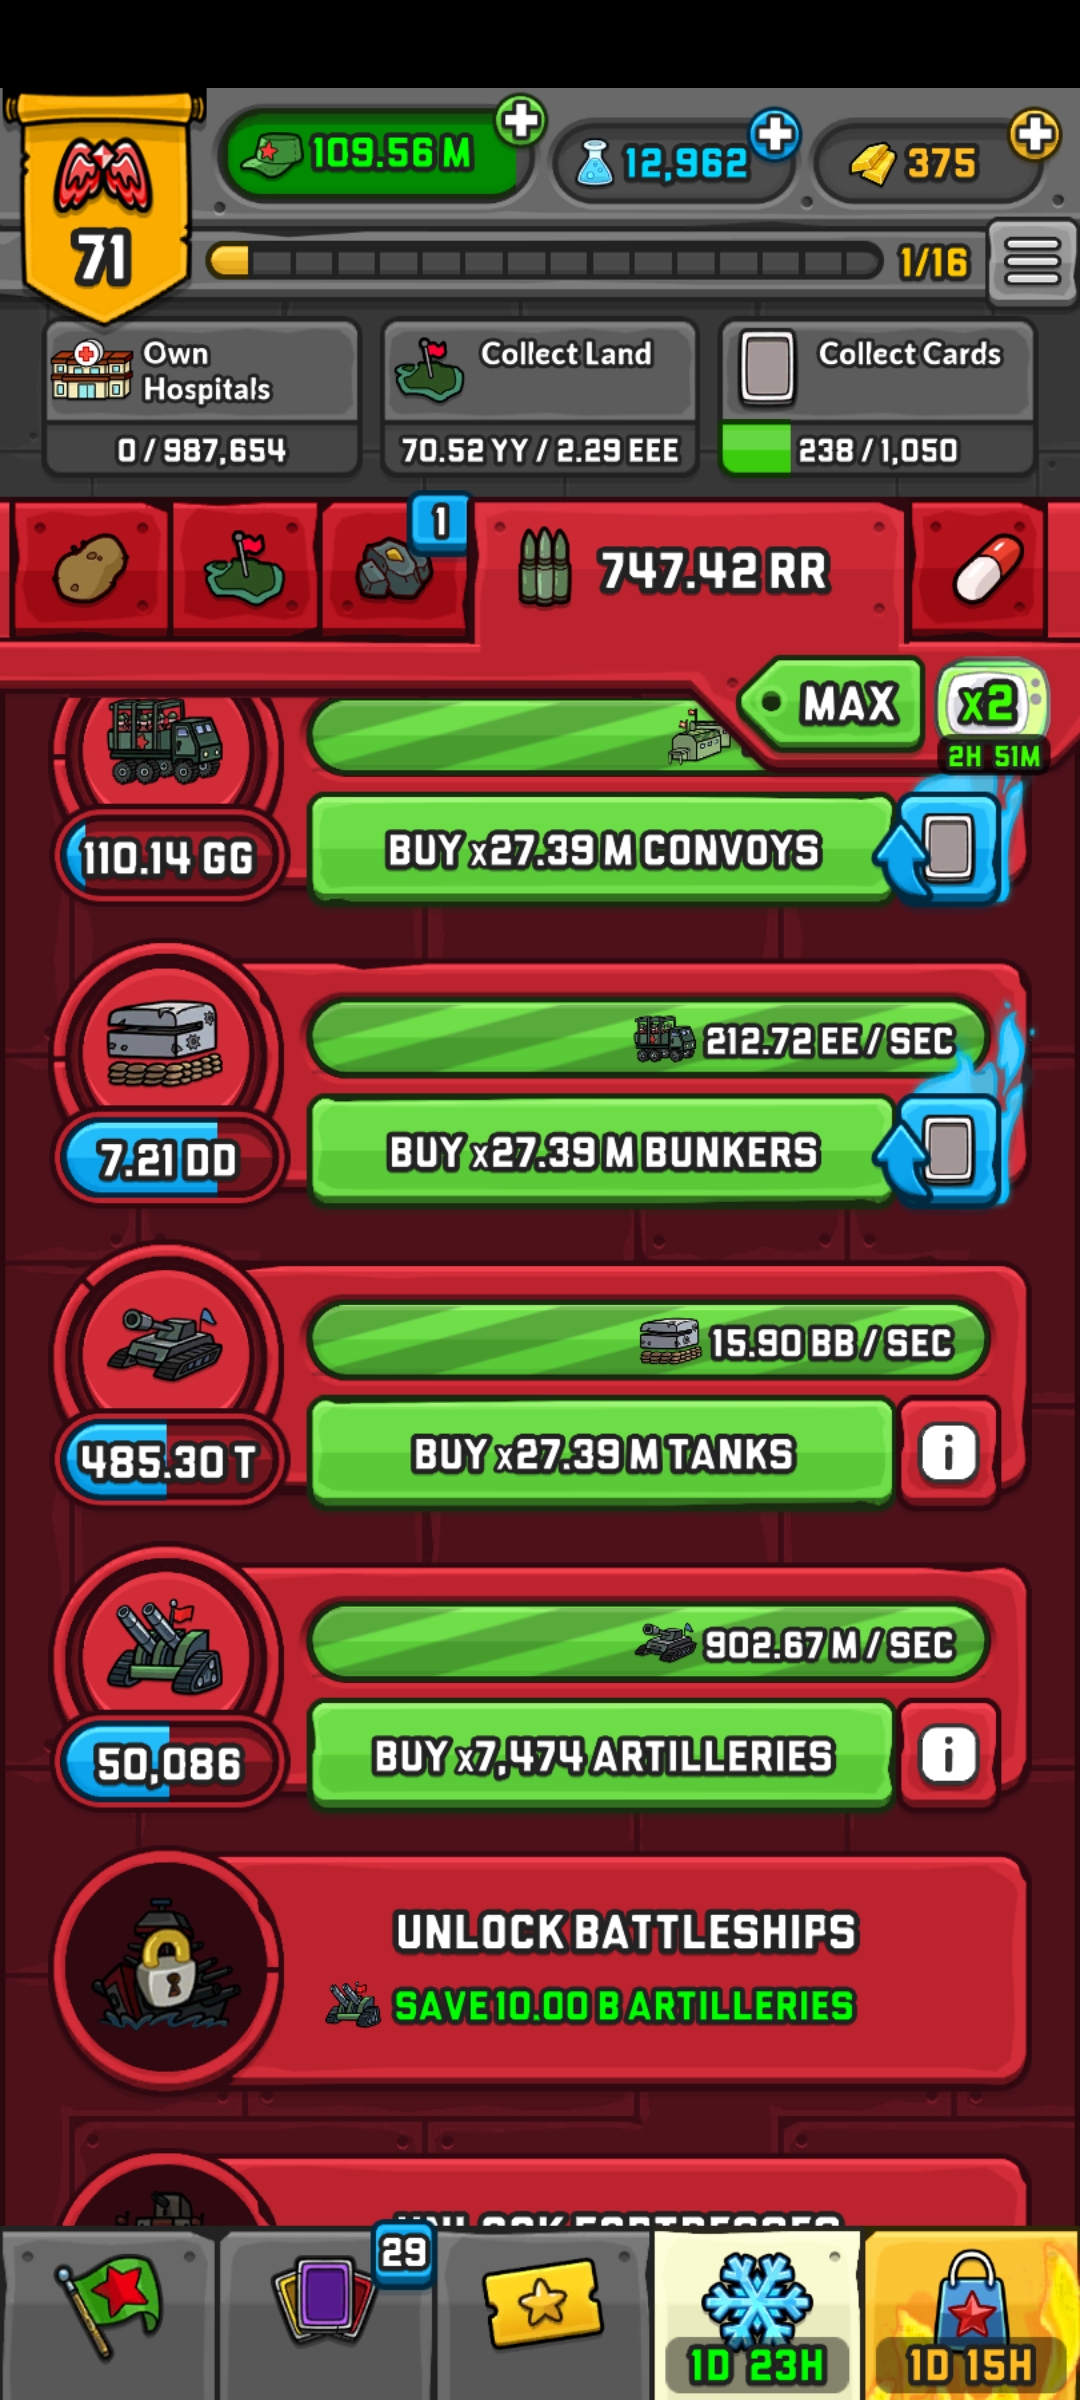 109.56 M
12,962
375
71
1/16
Own
Hospitals
0 / 987,654
Collect Land
70.52 YY / 2.29 EEE
Collect Cards
238 / 1,050
1
747.42 RR
MAX
x2
2H 51M
110.14 GG
BUY x27.39 M CONVOYS
212.72 EE / SEC
7.21 DD
BUY x27.39 M BUNKERS
15.90 BB / SEC
485.30 T
BUY x27.39 M TANKS
i
902.67 M / SEC
50,086
BUY x7,474 ARTILLERIES
i
UNLOCK BATTLESHIPS
SAVE 10.00 B ARTILLERIES
UNLOCK FORTRESSES
29
1D 23H
1D 15H